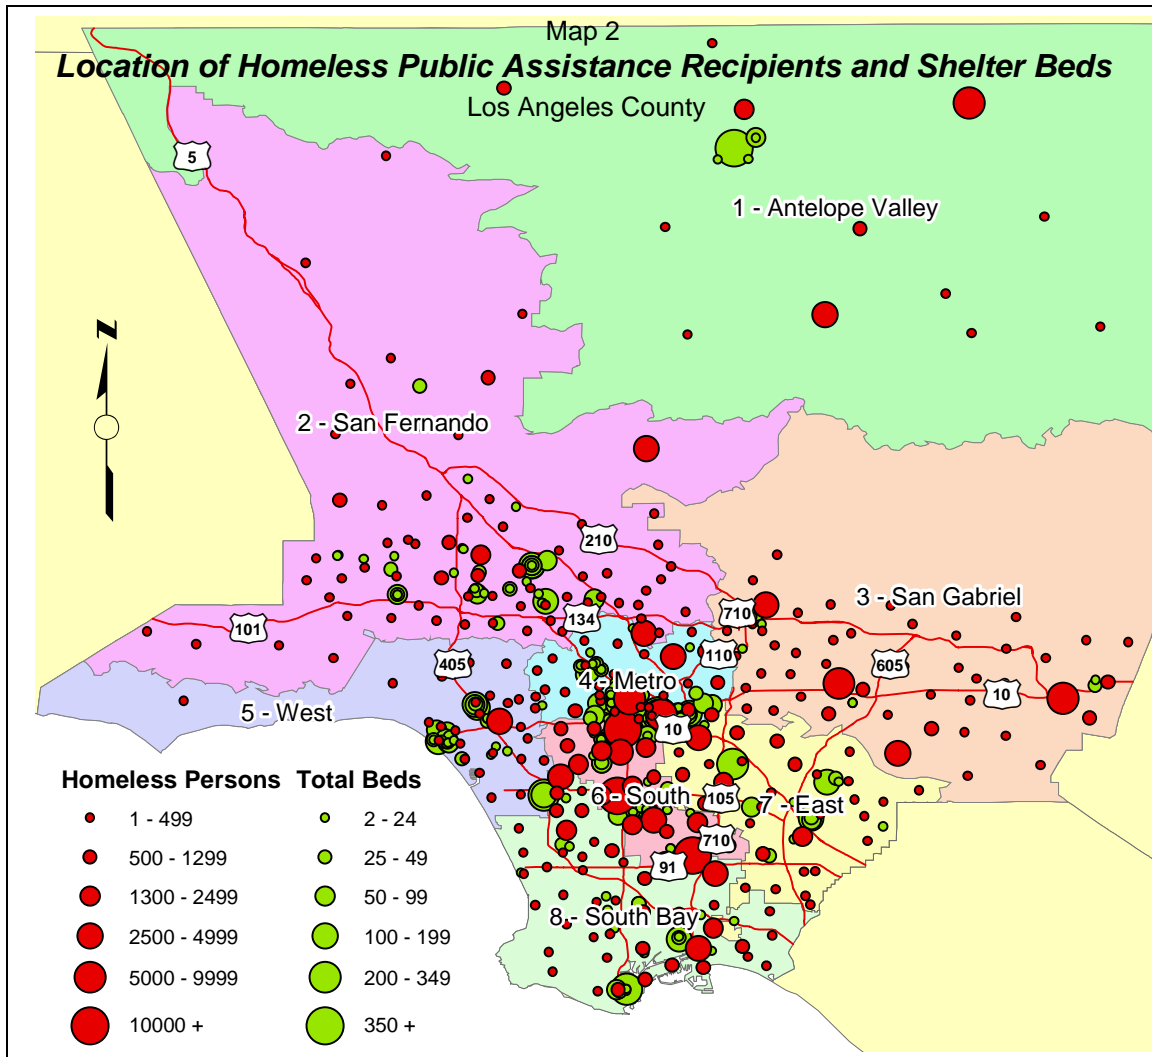 Map 2
Location of Homeless Public Assistance Recipients and Shelter Beds
Los Angeles County
5
1 - Antelope Valley
N
2 - San Fernando
210
3 - San Gabriel
134
710
101
405
110
605
4 - Metro
10
5 - West
10
Homeless Persons
Total Beds
6 - South
105
7 - East
1 - 499
2 - 24
710
500 - 1299
25 - 49
91
1300 - 2499
50 - 99
8 - South Bay
2500 - 4999
100 - 199
5000 - 9999
200 - 349
10000 +
350 +